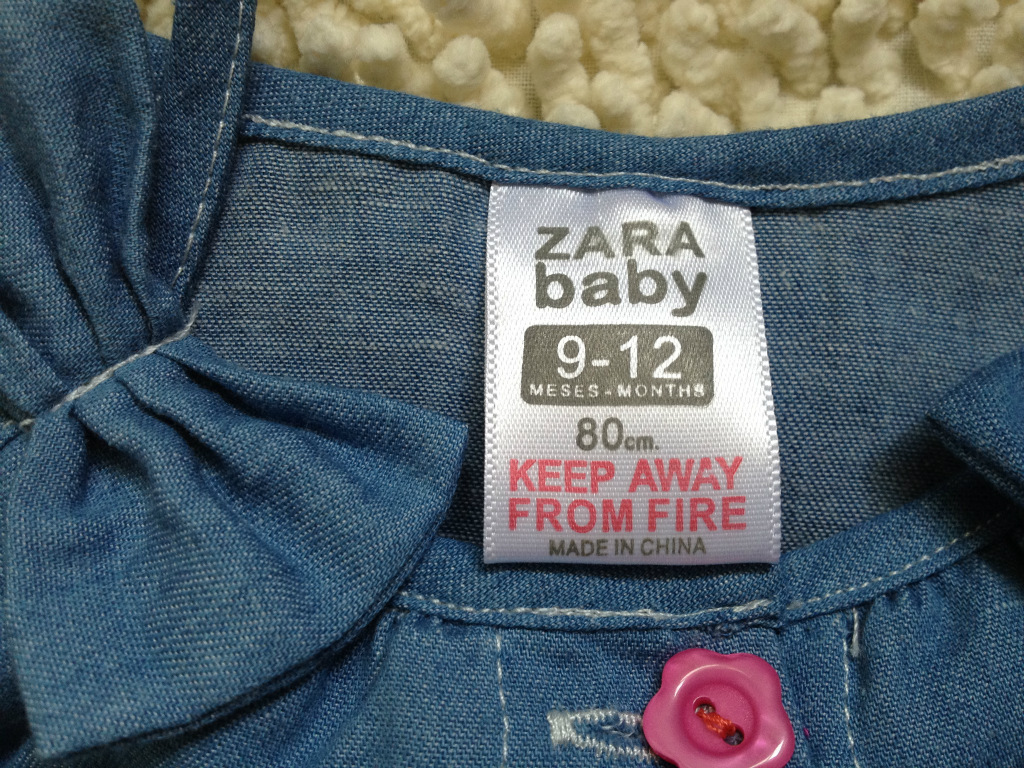 ZARA
baby
9-12
MESES-MONTHS
80cm.
KEEP AWAY
FROM FIRE
MADE IN CHINA